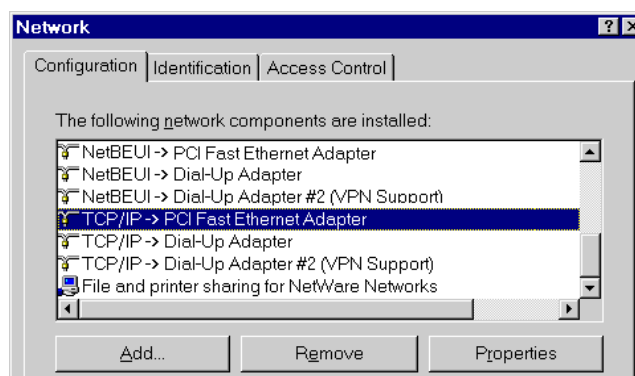 Network
Configuration Identification Access Control
The following network components are installed:
NetBEUI -> PCI Fast Ethernet Adapter
NetBEUI -> Dial-Up Adapter
NetBEUI -> Dial-Up Adapter #2 (VPN Support)
TCP/IP -> PCI Fast Ethernet Adapter
TCP/IP -> Dial-Up Adapter
TCP/IP -> Dial-Up Adapter #2 (VPN Support)
File and printer sharing for NetWare Networks
Add... Remove Properties